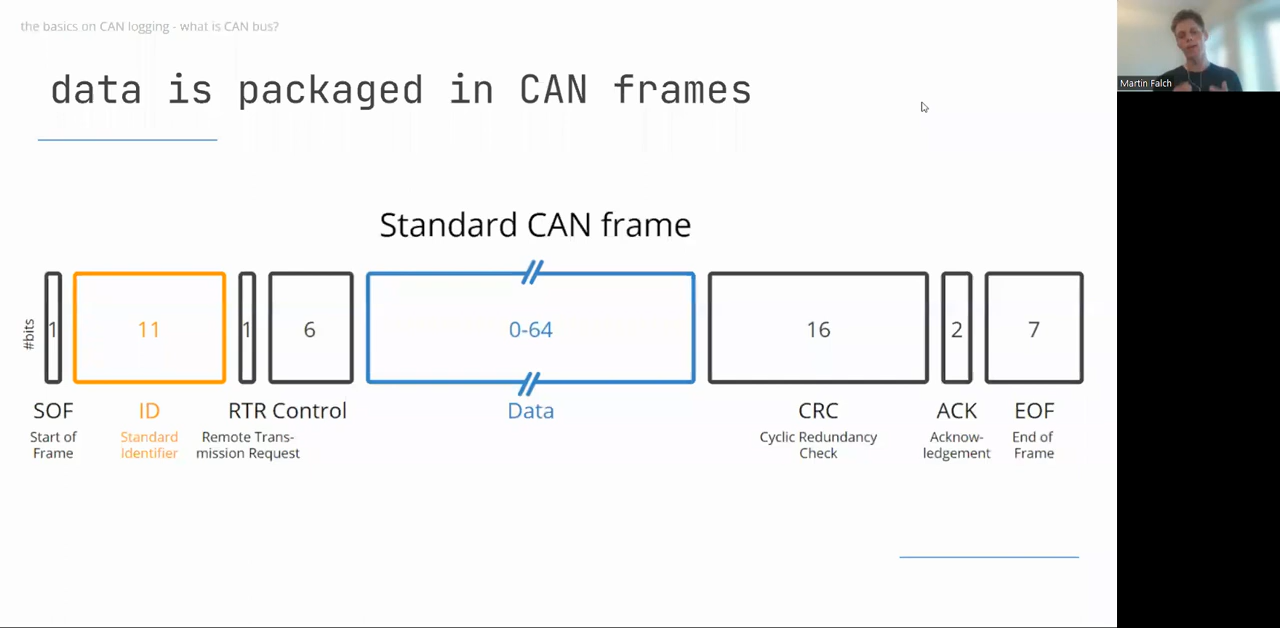 the basics on CAN logging - what is CAN bus?
Martin Falch
data is packaged in CAN frames
Standard CAN frame
#bits
1
11
1
6
0-64
16
2
7
SOF
ID
RTR
Control
Data
CRC
ACK
EOF
Start of
Frame
Standard
Identifier
Remote Trans-
mission Request
Cyclic Redundancy
Check
Acknow-
ledgement
End of
Frame